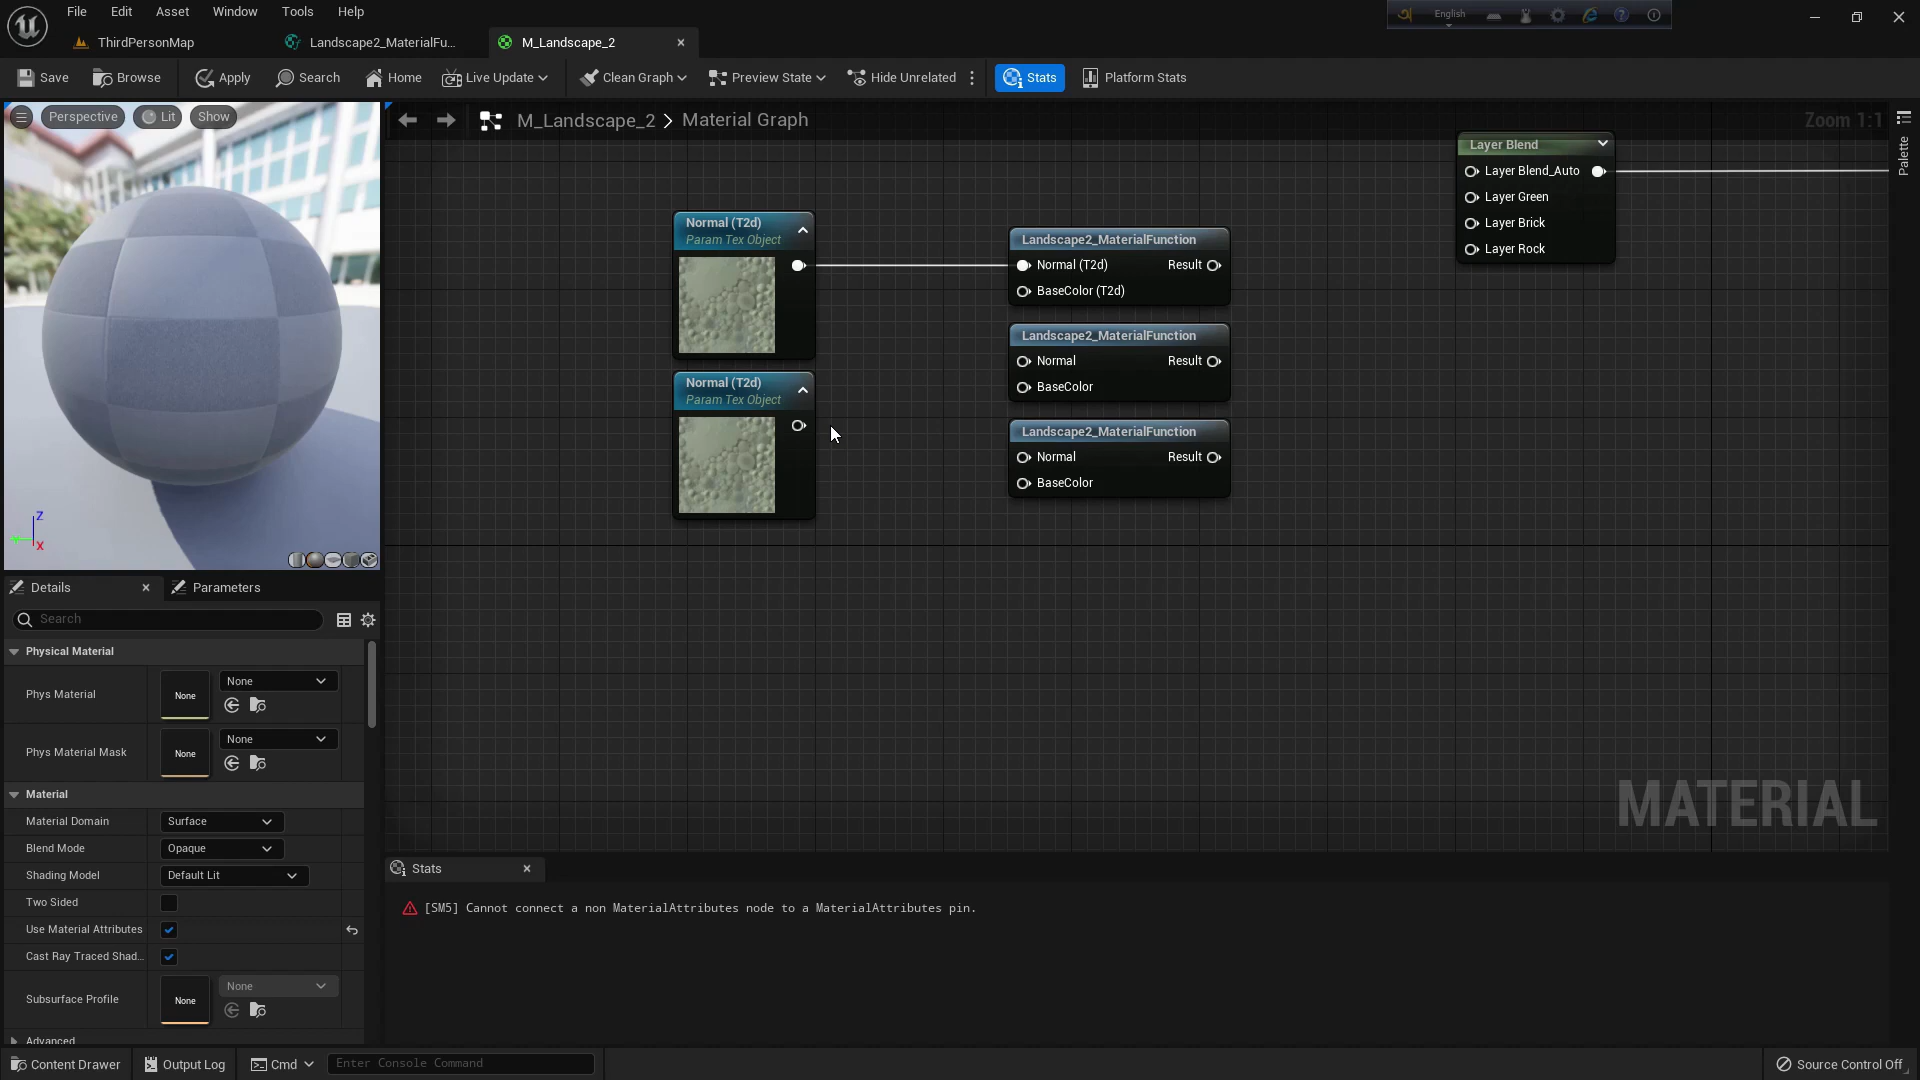 File Edit Asset Window Tools Help
English
ThirdPersonMap
Landscape2_MaterialFu...
M_Landscape_2
Save
Browse
Apply
Search
Home
Live Update
Clean Graph
Preview State
Hide Unrelated
Stats
Platform Stats
Perspective
Lit
Show
M_Landscape_2 > Material Graph
Zoom 1:1
Palette
Layer Blend
Layer Blend_Auto
Layer Green
Layer Brick
Layer Rock
Normal (T2d)
Param Tex Object
Landscape2_MaterialFunction
Normal (T2d) Result
BaseColor (T2d)
Landscape2_MaterialFunction
Normal Result
BaseColor
Normal (T2d)
Param Tex Object
Landscape2_MaterialFunction
Normal Result
BaseColor
Z
X
MATERIAL
Details
Parameters
Search
Physical Material
Phys Material None None
Phys Material Mask None None
Material
Material Domain Surface
Blend Mode Opaque
Shading Model Default Lit
Two Sided
Use Material Attributes
Cast Ray Traced Shad...
Subsurface Profile None None
Advanced
Stats
[SM5] Cannot connect a non MaterialAttributes node to a MaterialAttributes pin.
Content Drawer
Output Log
Cmd
Enter Console Command
Source Control Off